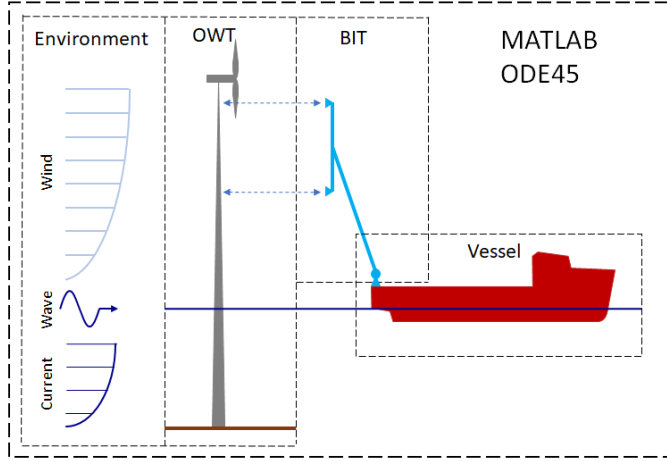 Environment
OWT
BIT
MATLAB
ODE45
Wind
Vessel
Wave
Current